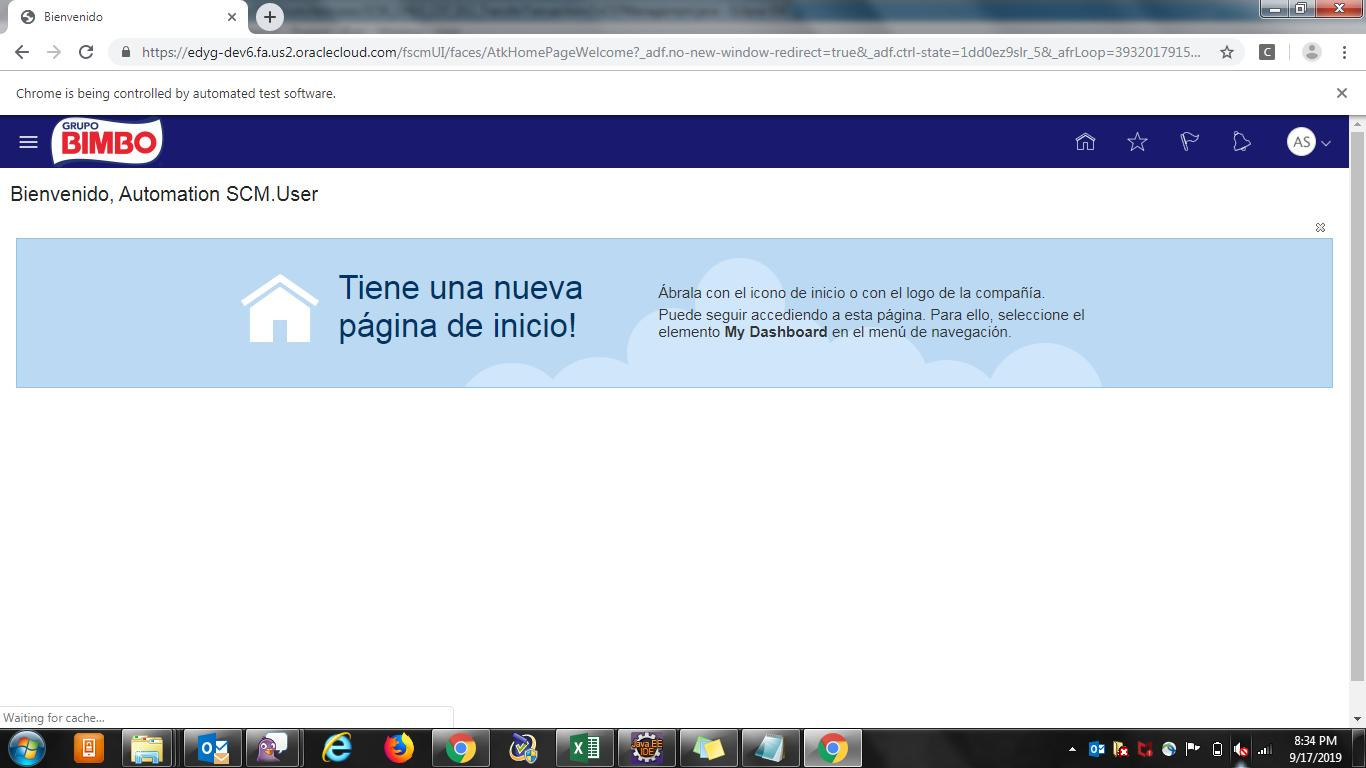 Bienvenido
https://edyg-dev6.fa.us2.oraclecloud.com/fscmUI/faces/AtkHomePageWelcome?_adf.no-new-window-redirect=true&_adf.ctrl-state=1dd0ez9slr_5&_afrLoop=3932017915...
C
Chrome is being controlled by automated test software.
GRUPO
BIMBO
AS
Bienvenido, Automation SCM.User
Tiene una nueva
página de inicio!
Ábrala con el icono de inicio o con el logo de la compañía.
Puede seguir accediendo a esta página. Para ello, seleccione el
elemento My Dashboard en el menú de navegación.
Waiting for cache...
Java EE
IDE
8:34 PM
9/17/2019